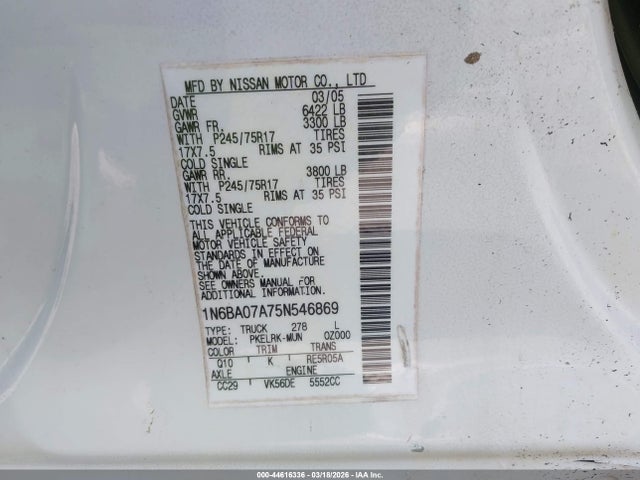 MFD BY NISSAN MOTOR CO., LTD
DATE 03/05
GVWR 6422 LB
GAWR FR. 3300 LB
WITH P245/75R17 TIRES
17X7.5 RIMS AT 35 PSI
COLD SINGLE
GAWR RR. 3800 LB
WITH P245/75R17 TIRES
17X7.5 RIMS AT 35 PSI
COLD SINGLE
THIS VEHICLE CONFORMS TO
ALL APPLICABLE FEDERAL
MOTOR VEHICLE SAFETY
STANDARDS IN EFFECT ON
THE DATE OF MANUFACTURE
SHOWN ABOVE.
SEE OWNERS MANUAL FOR
ADDITIONAL INFORMATION
1N6BA07A75N546869
TYPE: TRUCK 278 L
MODEL: PKELRK-MUN OZ000
COLOR TRIM TRANS
Q10 K RE5R05A
AXLE ENGINE
CC29 VK56DE 5552CC
000-44616336 - 03/18/2026 - IAA Inc.